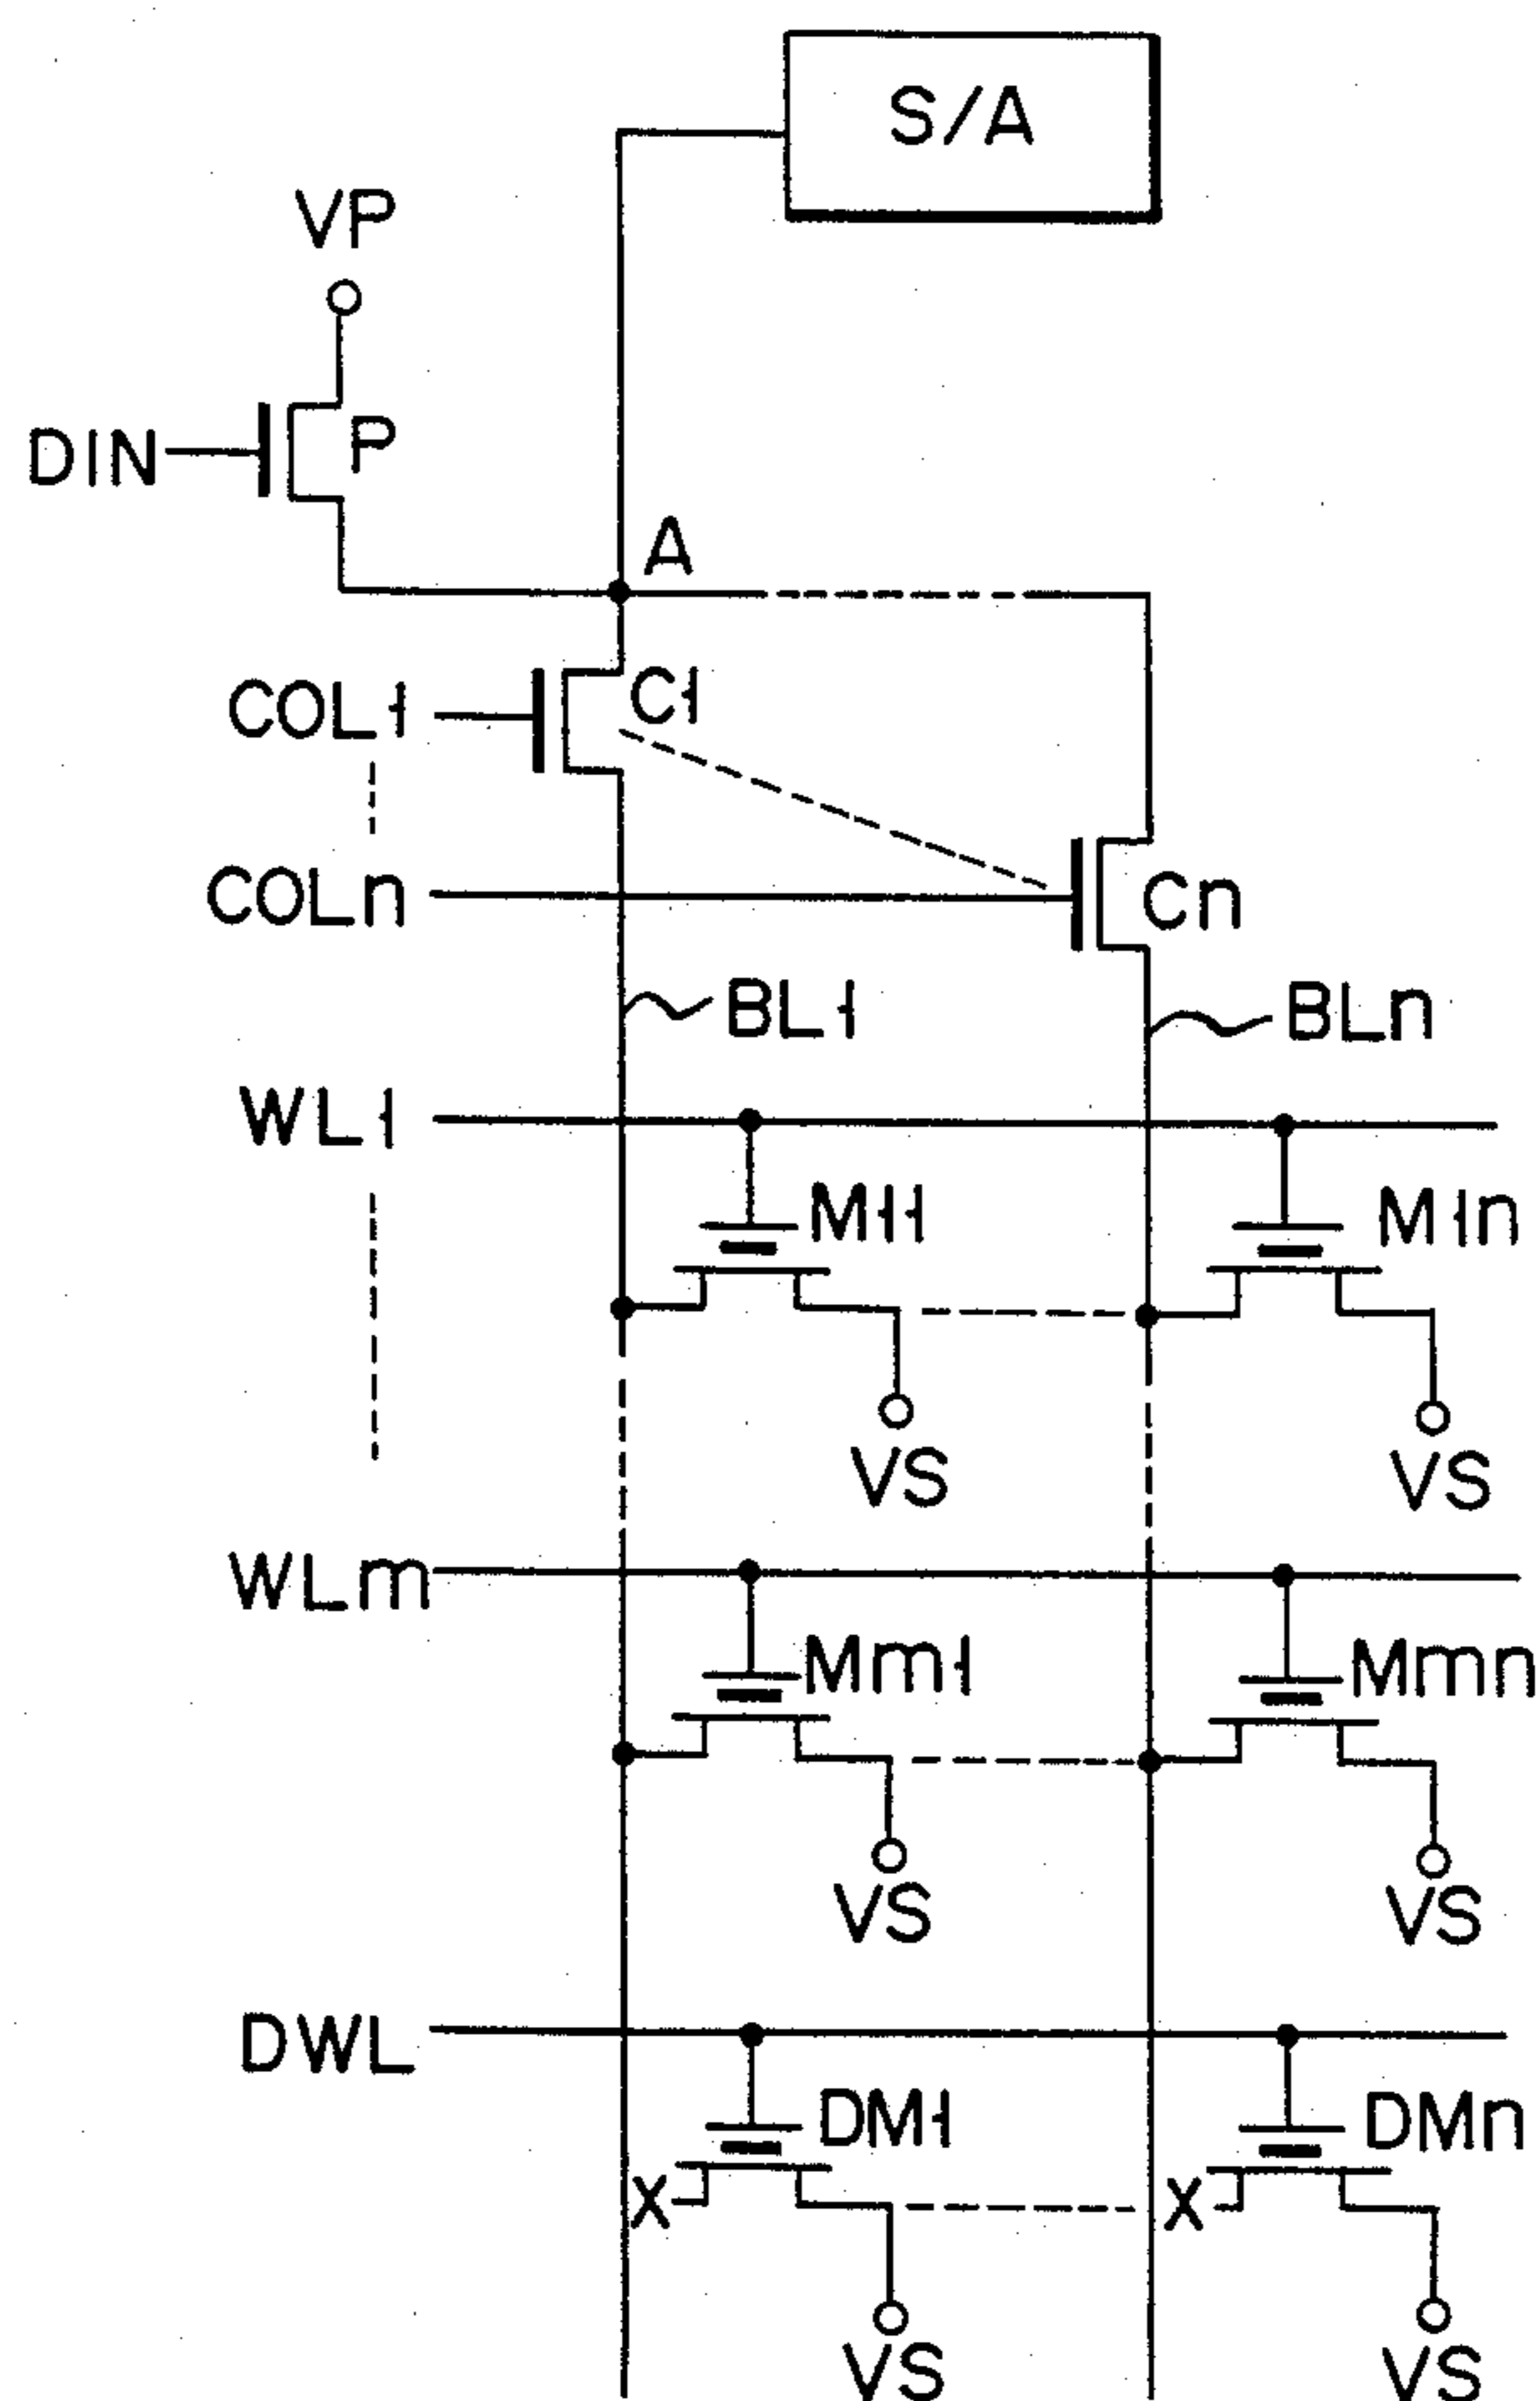 S/A
VP
DIN
P
A
COL1
C1
COLn
Cn
BL1
BLn
WL1
M11
M1n
VS
VS
WLm
Mm1
Mmn
VS
VS
DWL
DM1
DMn
X
X
VS
VS